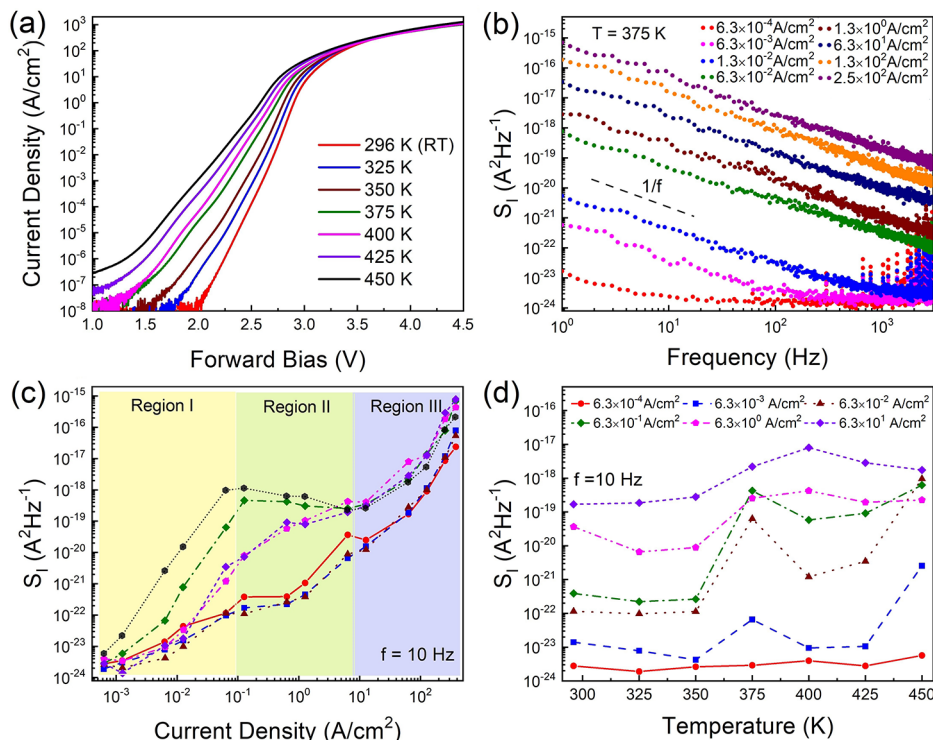 (a)
Current Density (A/cm²)
10³
10²
10¹
10⁰
10⁻¹
10⁻²
10⁻³
10⁻⁴
10⁻⁵
10⁻⁶
10⁻⁷
10⁻⁸
296 K (RT)
325 K
350 K
375 K
400 K
425 K
450 K
1.0 1.5 2.0 2.5 3.0 3.5 4.0 4.5
Forward Bias (V)
(b)
S_I (A²Hz⁻¹)
T = 375 K
6.3×10⁻⁴A/cm² 1.3×10⁰A/cm²
6.3×10⁻³A/cm² 6.3×10¹A/cm²
1.3×10⁻²A/cm² 1.3×10²A/cm²
6.3×10⁻²A/cm² 2.5×10²A/cm²
10⁻¹⁵
10⁻¹⁶
10⁻¹⁷
10⁻¹⁸
10⁻¹⁹
10⁻²⁰
10⁻²¹
10⁻²²
10⁻²³
10⁻²⁴
1/f
10⁰ 10¹ 10² 10³
Frequency (Hz)
(c)
S_I (A²Hz⁻¹)
10⁻¹⁵
10⁻¹⁶
10⁻¹⁷
10⁻¹⁸
10⁻¹⁹
10⁻²⁰
10⁻²¹
10⁻²²
10⁻²³
10⁻²⁴
Region I Region II Region III
f = 10 Hz
10⁻³ 10⁻² 10⁻¹ 10⁰ 10¹ 10²
Current Density (A/cm²)
(d)
S_I (A²Hz⁻¹)
10⁻¹⁶
10⁻¹⁷
10⁻¹⁸
10⁻¹⁹
10⁻²⁰
10⁻²¹
10⁻²²
10⁻²³
10⁻²⁴
6.3×10⁻⁴A/cm² 6.3×10⁻³ A/cm² 6.3×10⁻² A/cm²
6.3×10⁻¹A/cm² 6.3×10⁰ A/cm² 6.3×10¹ A/cm²
f =10 Hz
300 325 350 375 400 425 450
Temperature (K)